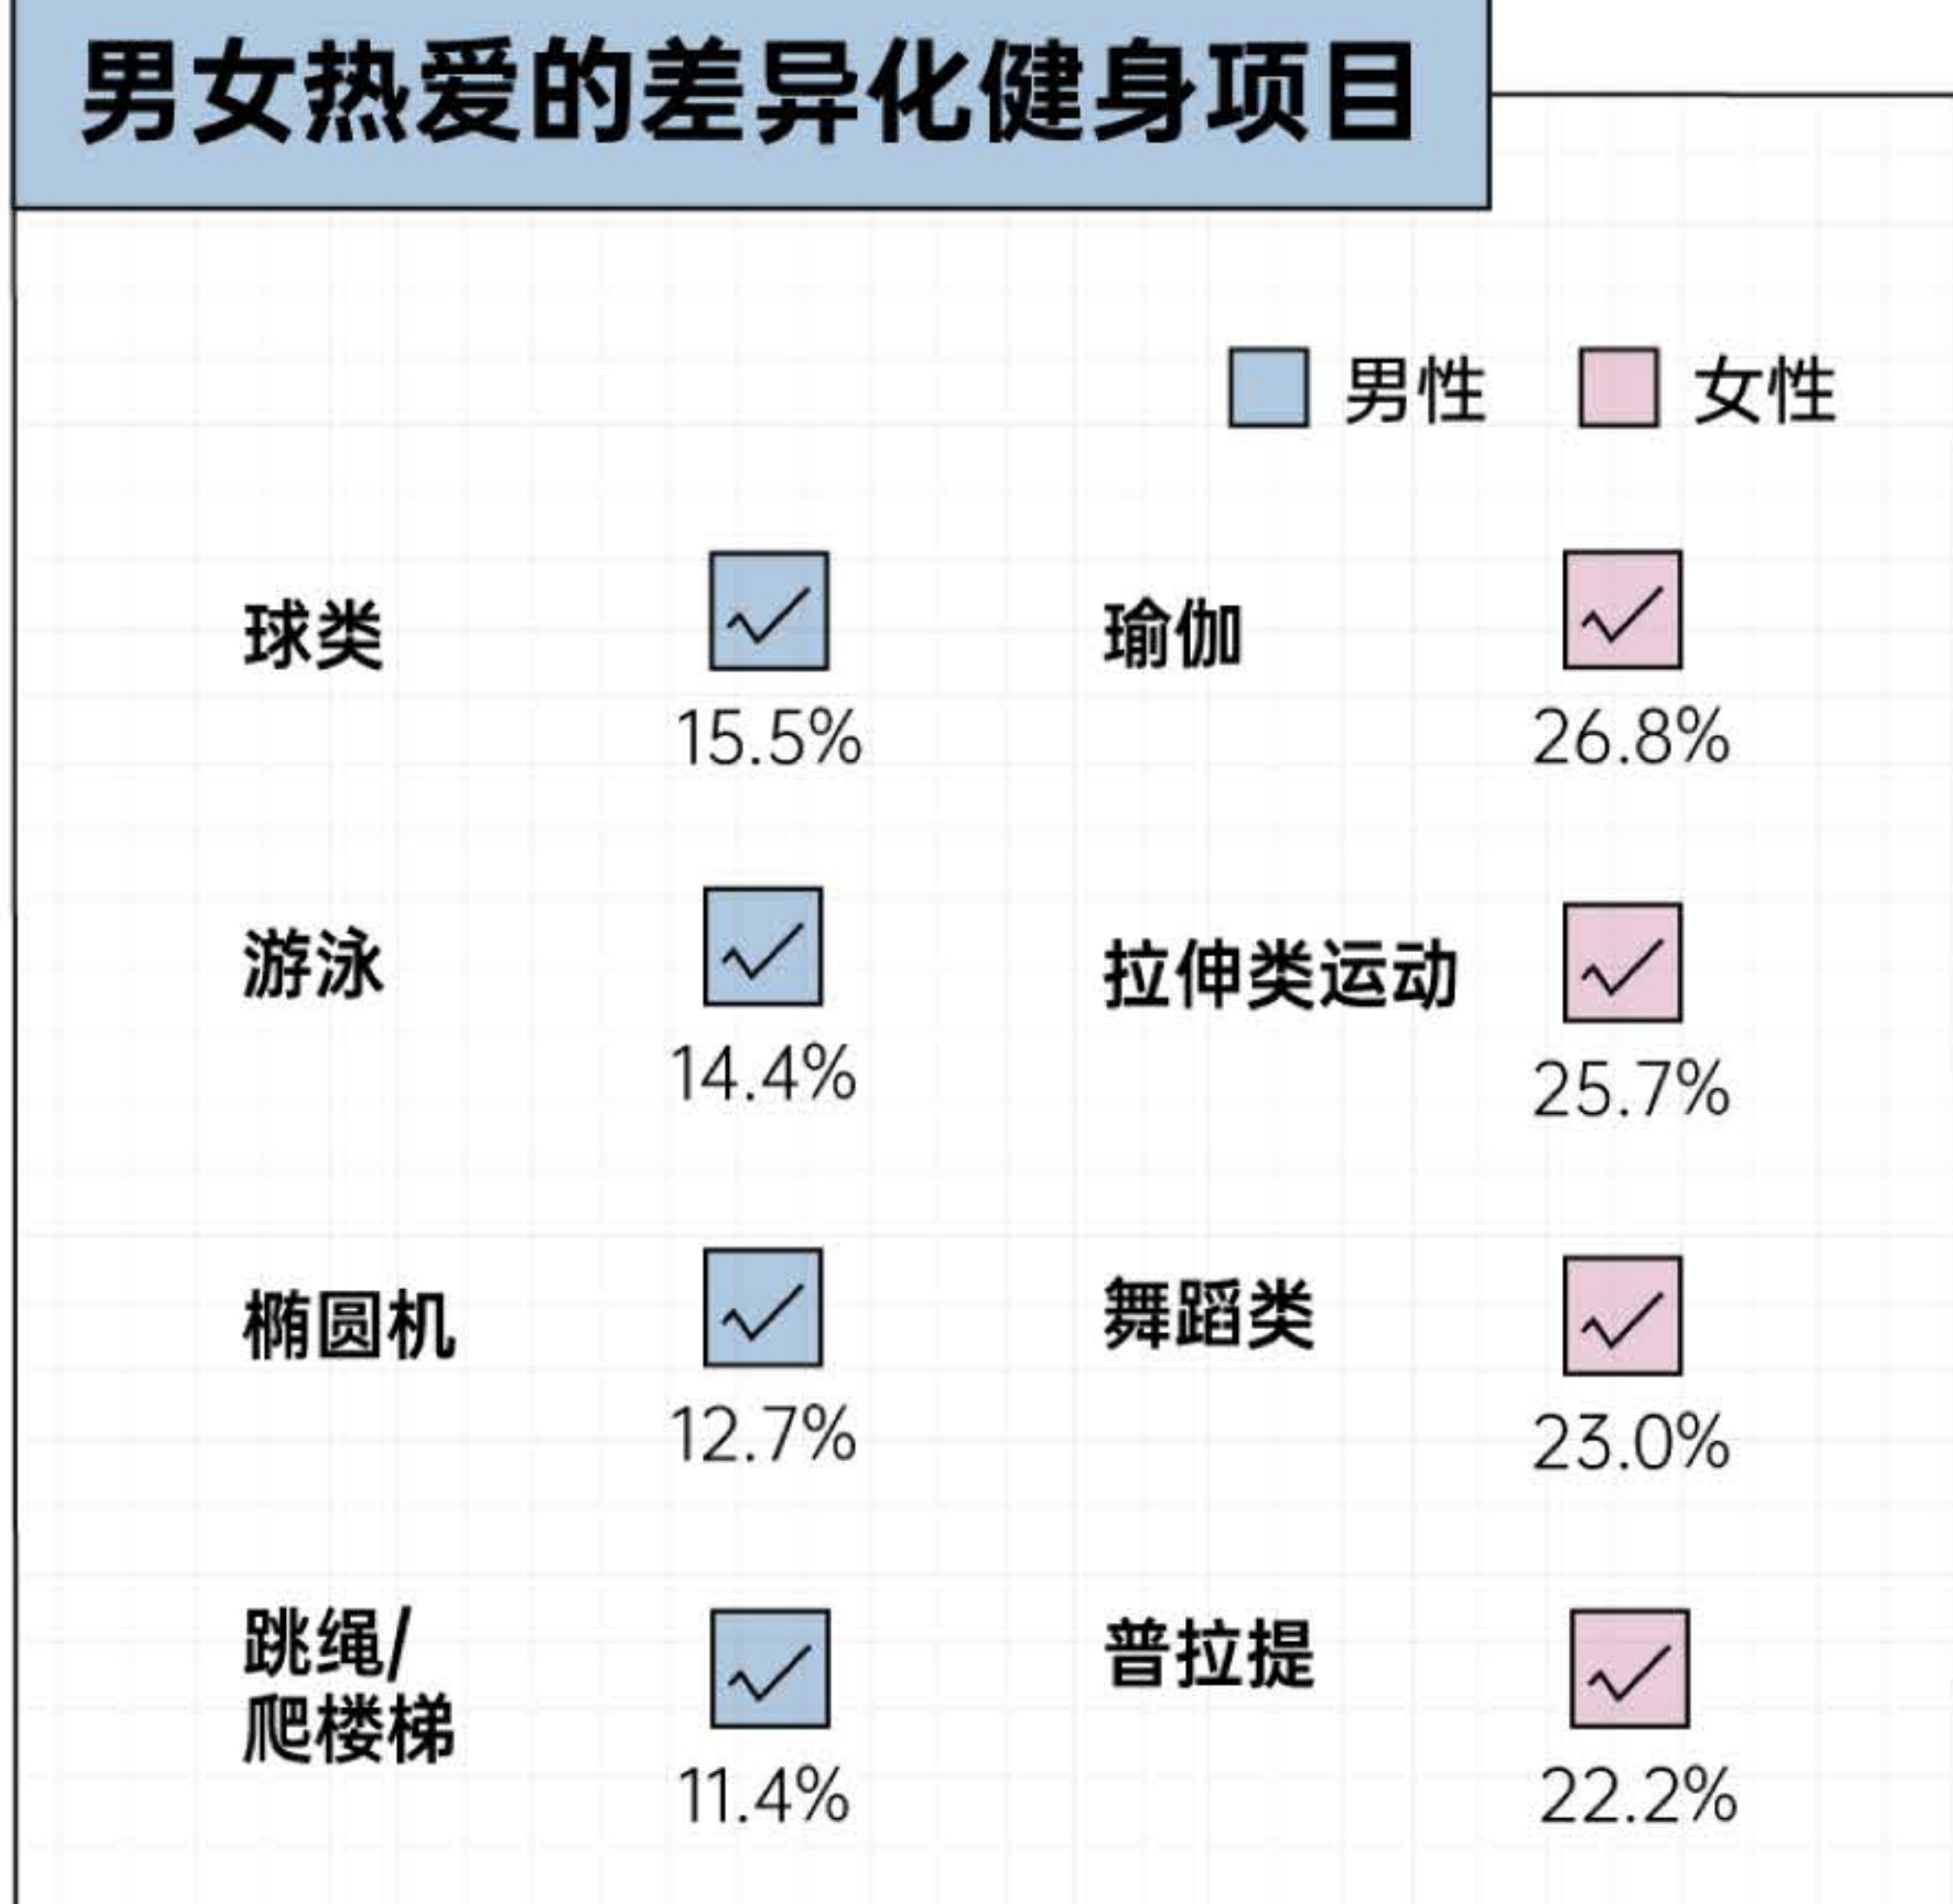 男女热爱的差异化健身项目
男性 女性
球类 瑜伽
15.5% 26.8%
游泳 拉伸类运动
14.4% 25.7%
椭圆机 舞蹈类
12.7% 23.0%
跳绳/ 普拉提
爬楼梯
11.4% 22.2%